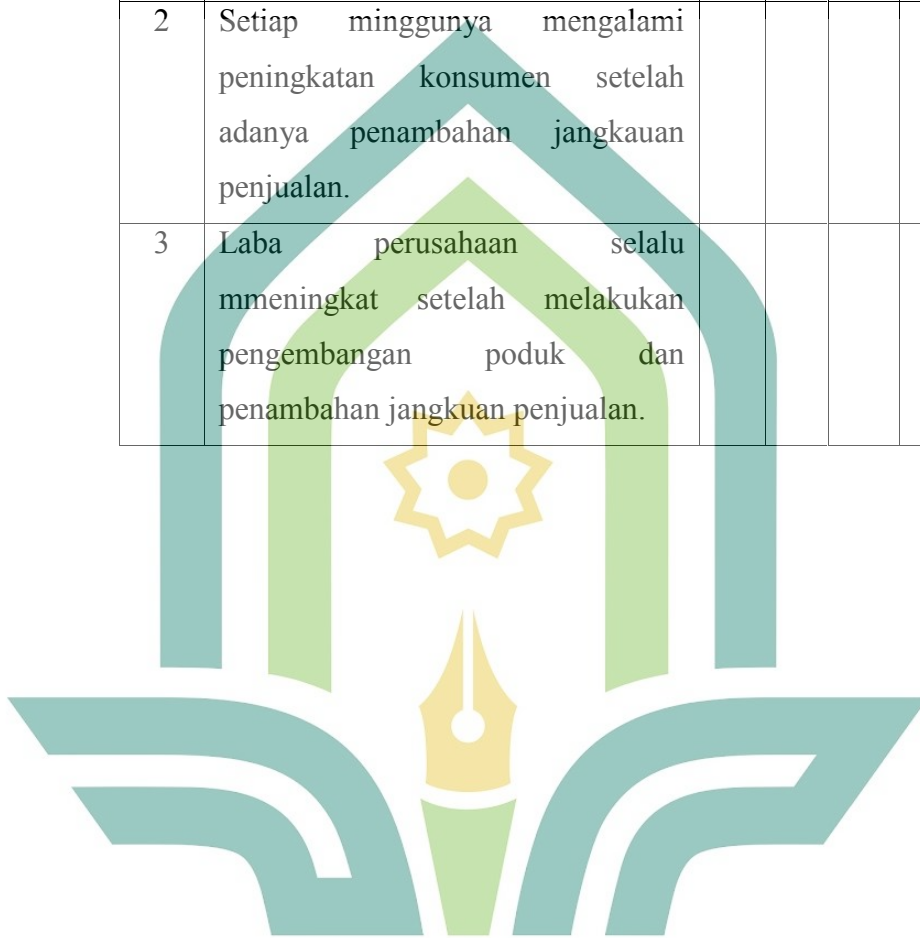 2 Setiap minggunya mengalami
peningkatan konsumen setelah
adanya penambahan jangkauan
penjualan.
3 Laba perusahaan selalu
mmeningkat setelah melakukan
pengembangan poduk dan
penambahan jangkuan penjualan.